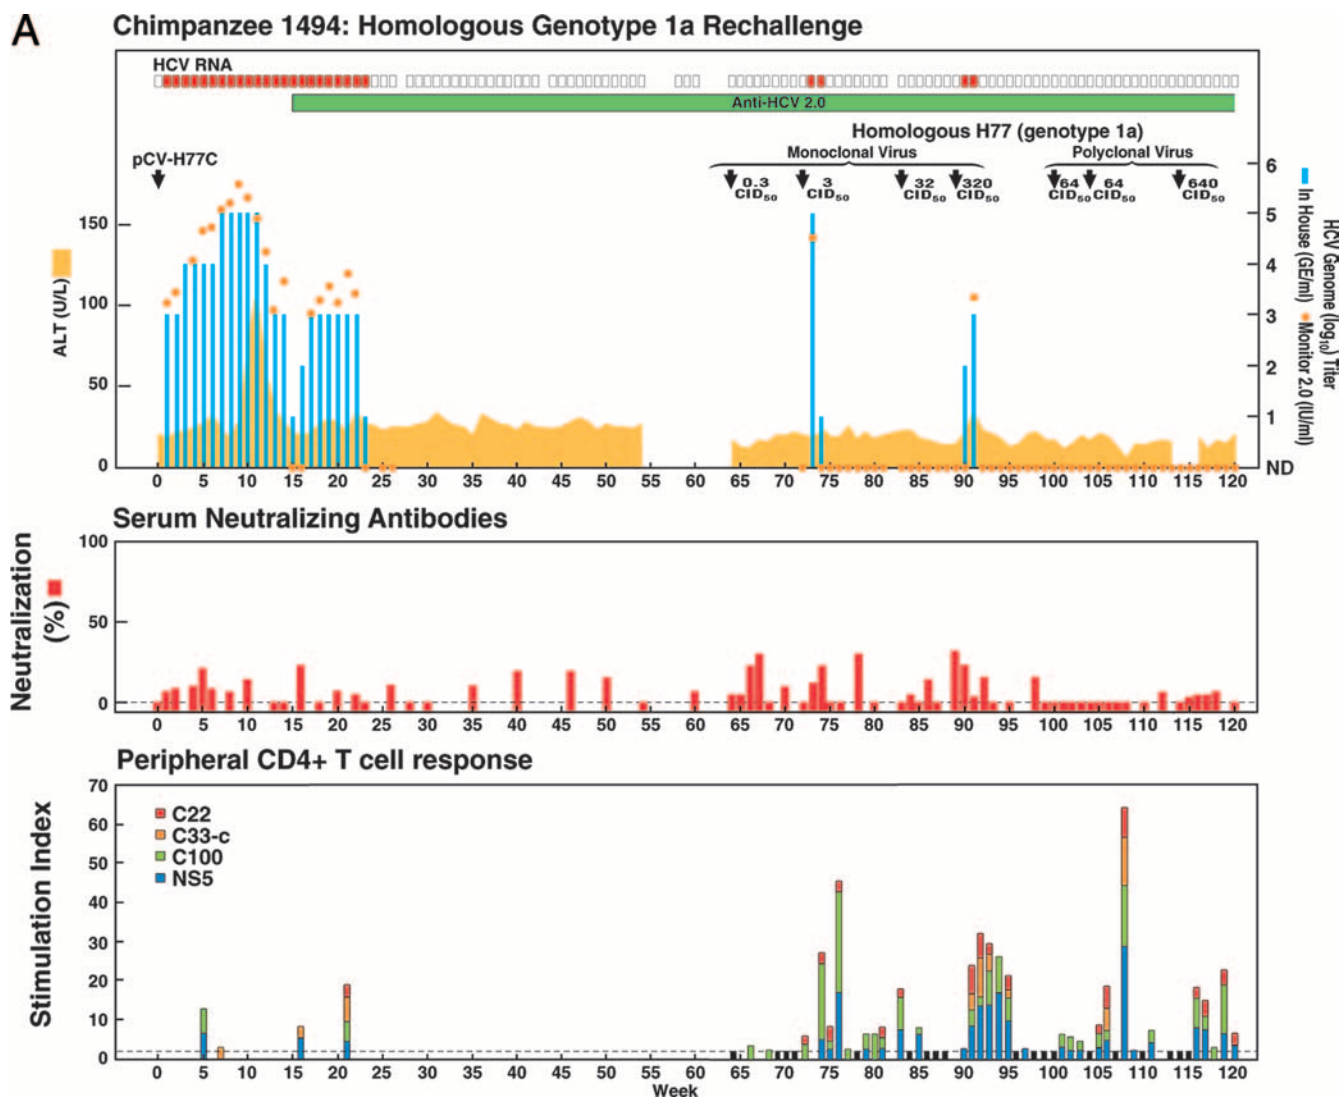 A
Chimpanzee 1494: Homologous Genotype 1a Rechallenge
HCV RNA
Anti-HCV 2.0
Homologous H77 (genotype 1a)
pCV-H77C
Monoclonal Virus
Polyclonal Virus
0.3 CID50
3 CID50
32 CID50
320 CID50
64 CID50
64 CID50
640 CID50
ALT (U/L)
150
100
50
0
6
5
4
3
2
1
ND
HCV Genome (log10) Titer
In House (GE/ml)
Monitor 2.0 (IU/ml)
0 5 10 15 20 25 30 35 40 45 50 55 60 65 70 75 80 85 90 95 100 105 110 115 120
Serum Neutralizing Antibodies
Neutralization (%)
100
50
0
0 5 10 15 20 25 30 35 40 45 50 55 60 65 70 75 80 85 90 95 100 105 110 115 120
Peripheral CD4+ T cell response
Stimulation Index
70
60
50
40
30
20
10
0
C22
C33-c
C100
NS5
0 5 10 15 20 25 30 35 40 45 50 55 60 65 70 75 80 85 90 95 100 105 110 115 120
Week